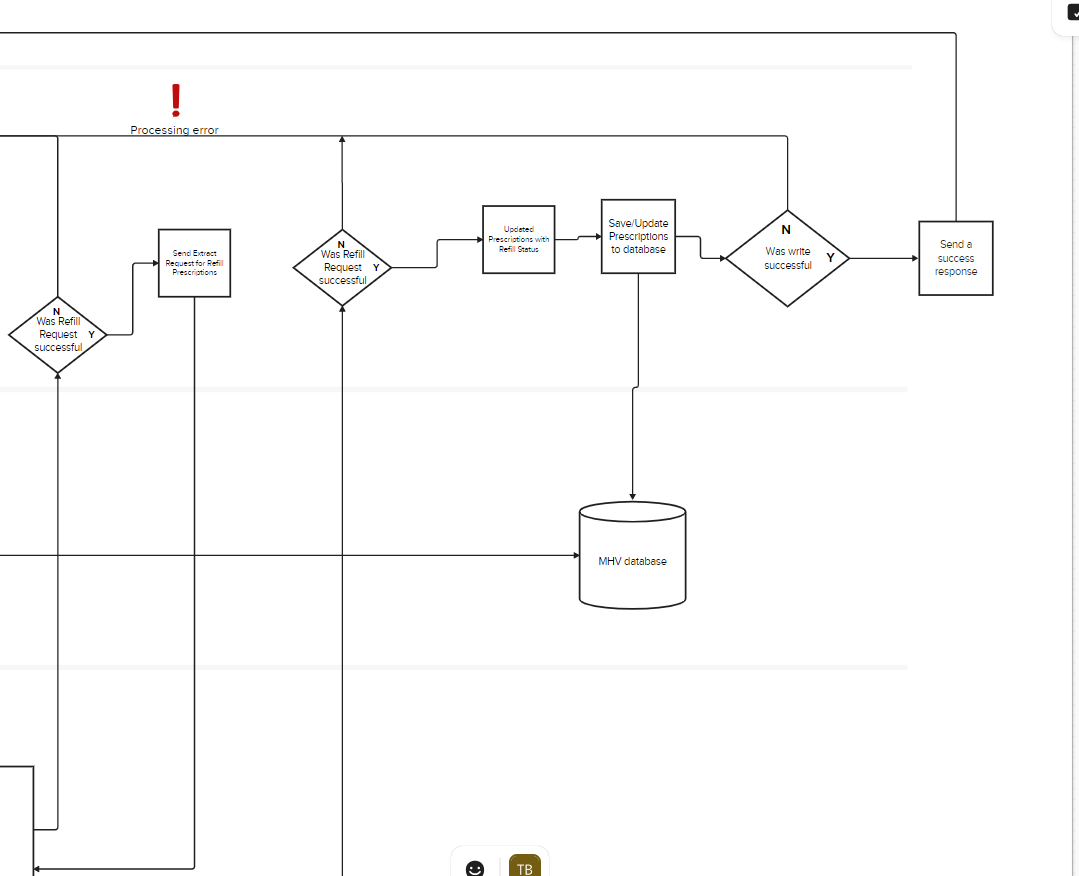 Processing error
N
Was Refill
Request Y
successful
Send Extract
Request for Refill
Prescriptions
N
Was Refill
Request Y
successful
Updated
Prescriptions with
Refill Status
Save/Update
Prescriptions
to database
N
Was write
successful Y
Send a
success
response
MHV database
TB